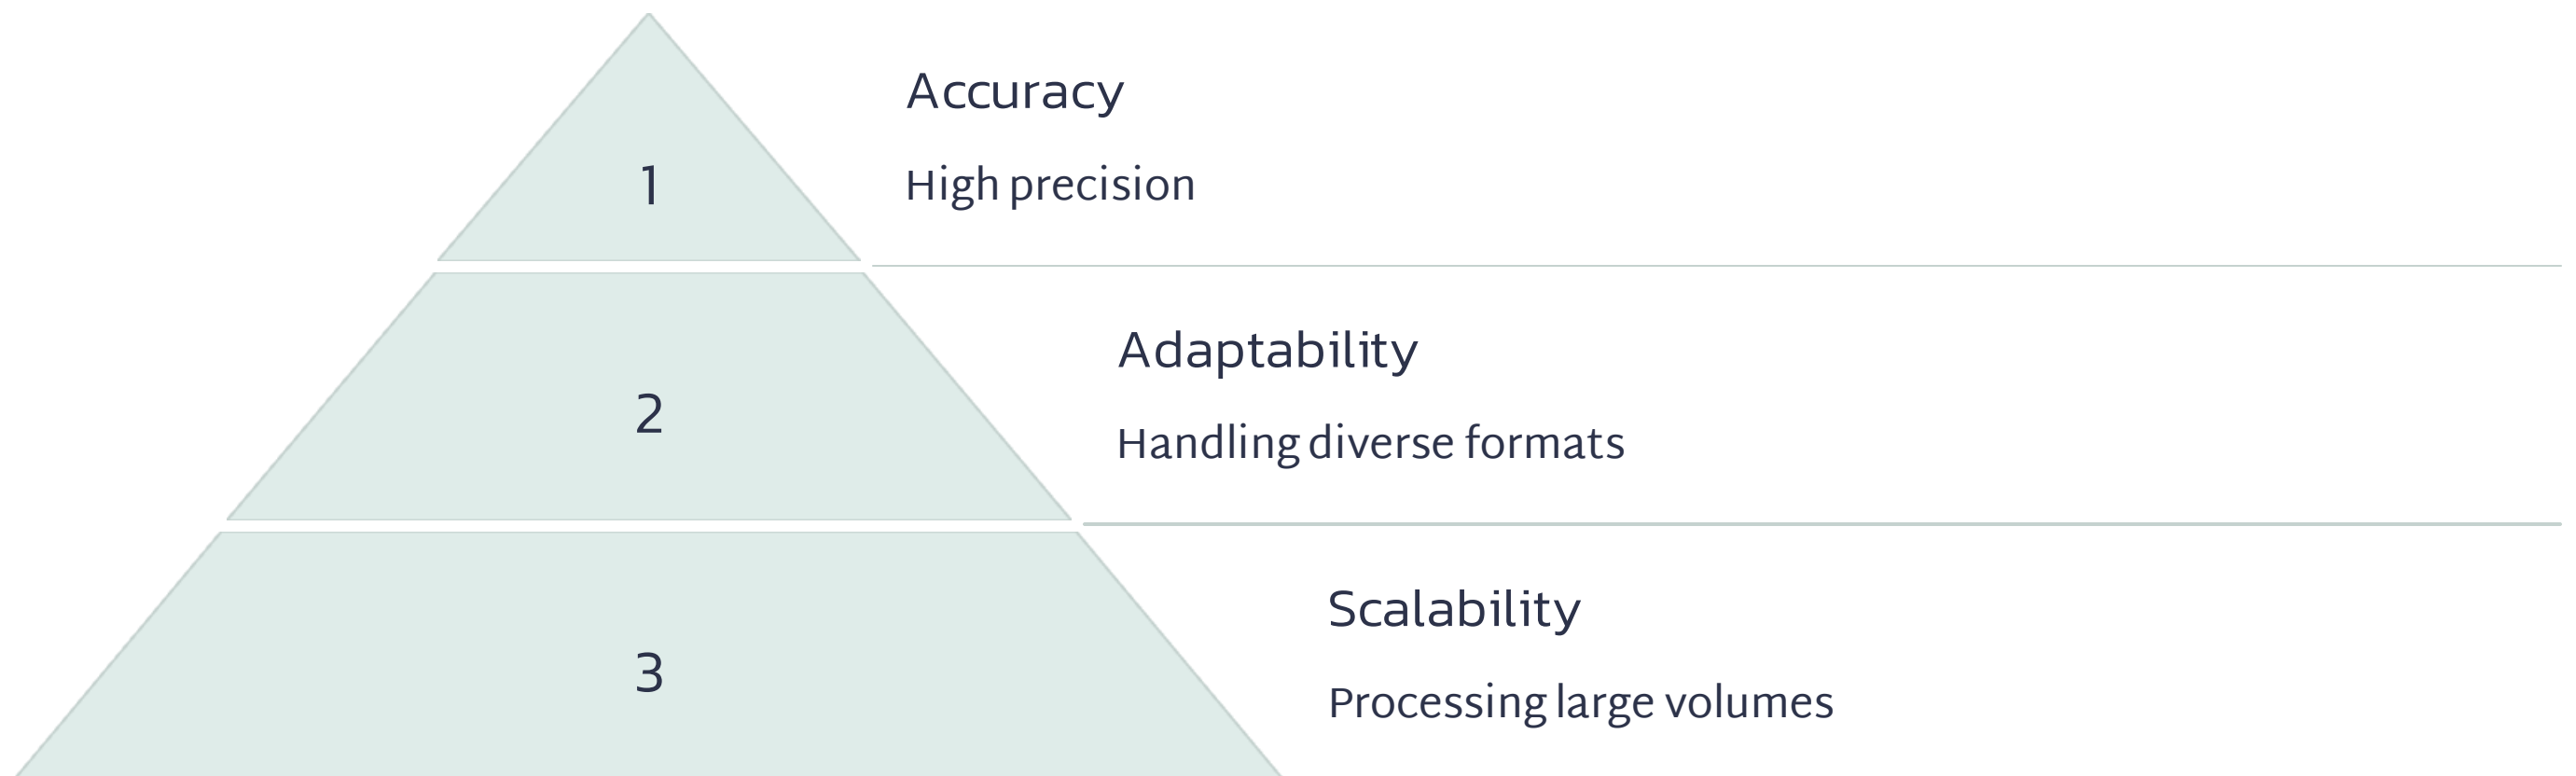 Accuracy
1
High precision
Adaptability
2
Handling diverse formats
Scalability
3
Processing large volumes